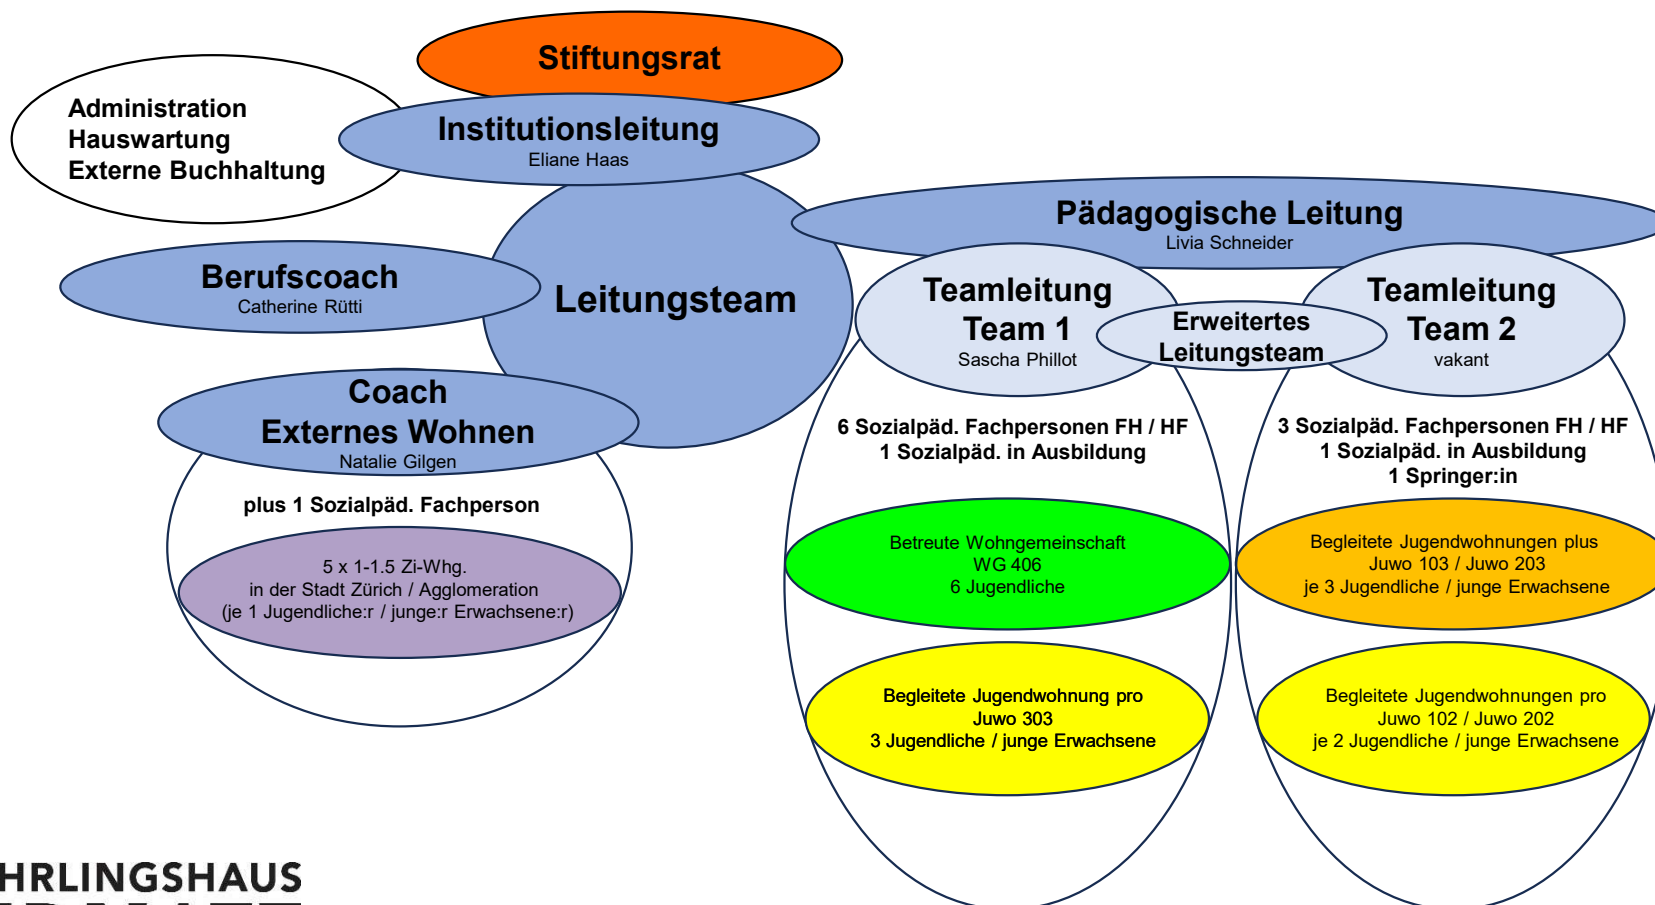 Stiftungsrat
Administration
Hauswartung
Externe Buchhaltung
Institutionsleitung
Eliane Haas
Pädagogische Leitung
Livia Schneider
Berufscoach
Catherine Rütti
Leitungsteam
Teamleitung
Team 1
Sascha Phillot
Erweitertes
Leitungsteam
Teamleitung
Team 2
vakant
Coach
Externes Wohnen
Natalie Gilgen
plus 1 Sozialpäd. Fachperson
5 x 1-1.5 Zi-Whg.
in der Stadt Zürich / Agglomeration
(je 1 Jugendliche:r / junge:r Erwachsene:r)
6 Sozialpäd. Fachpersonen FH / HF
1 Sozialpäd. in Ausbildung
Betreute Wohngemeinschaft
WG 406
6 Jugendliche
Begleitete Jugendwohnung pro
Juwo 303
3 Jugendliche / junge Erwachsene
3 Sozialpäd. Fachpersonen FH / HF
1 Sozialpäd. in Ausbildung
1 Springer:in
Begleitete Jugendwohnungen plus
Juwo 103 / Juwo 203
je 3 Jugendliche / junge Erwachsene
Begleitete Jugendwohnungen pro
Juwo 102 / Juwo 202
je 2 Jugendliche / junge Erwachsene
HRLINGSHAUS